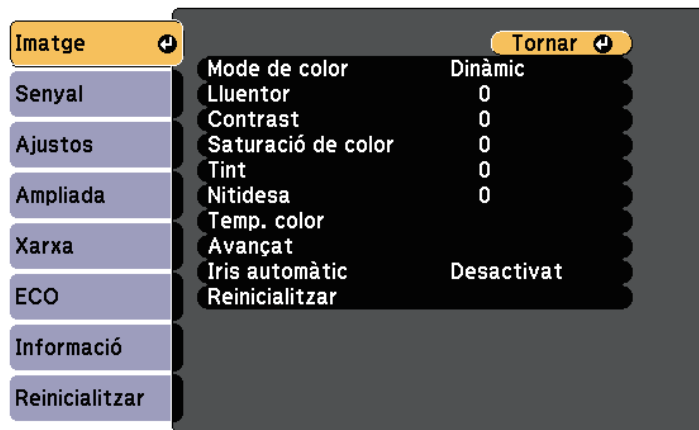 Imatge
Senyal
Ajustos
Ampliada
Xarxa
ECO
Informació
Reinicialitzar
Tornar
Mode de color Dinàmic
Lluentor 0
Contrast 0
Saturació de color 0
Tint 0
Nitidesa 0
Temp. color
Avançat
Iris automàtic Desactivat
Reinicialitzar